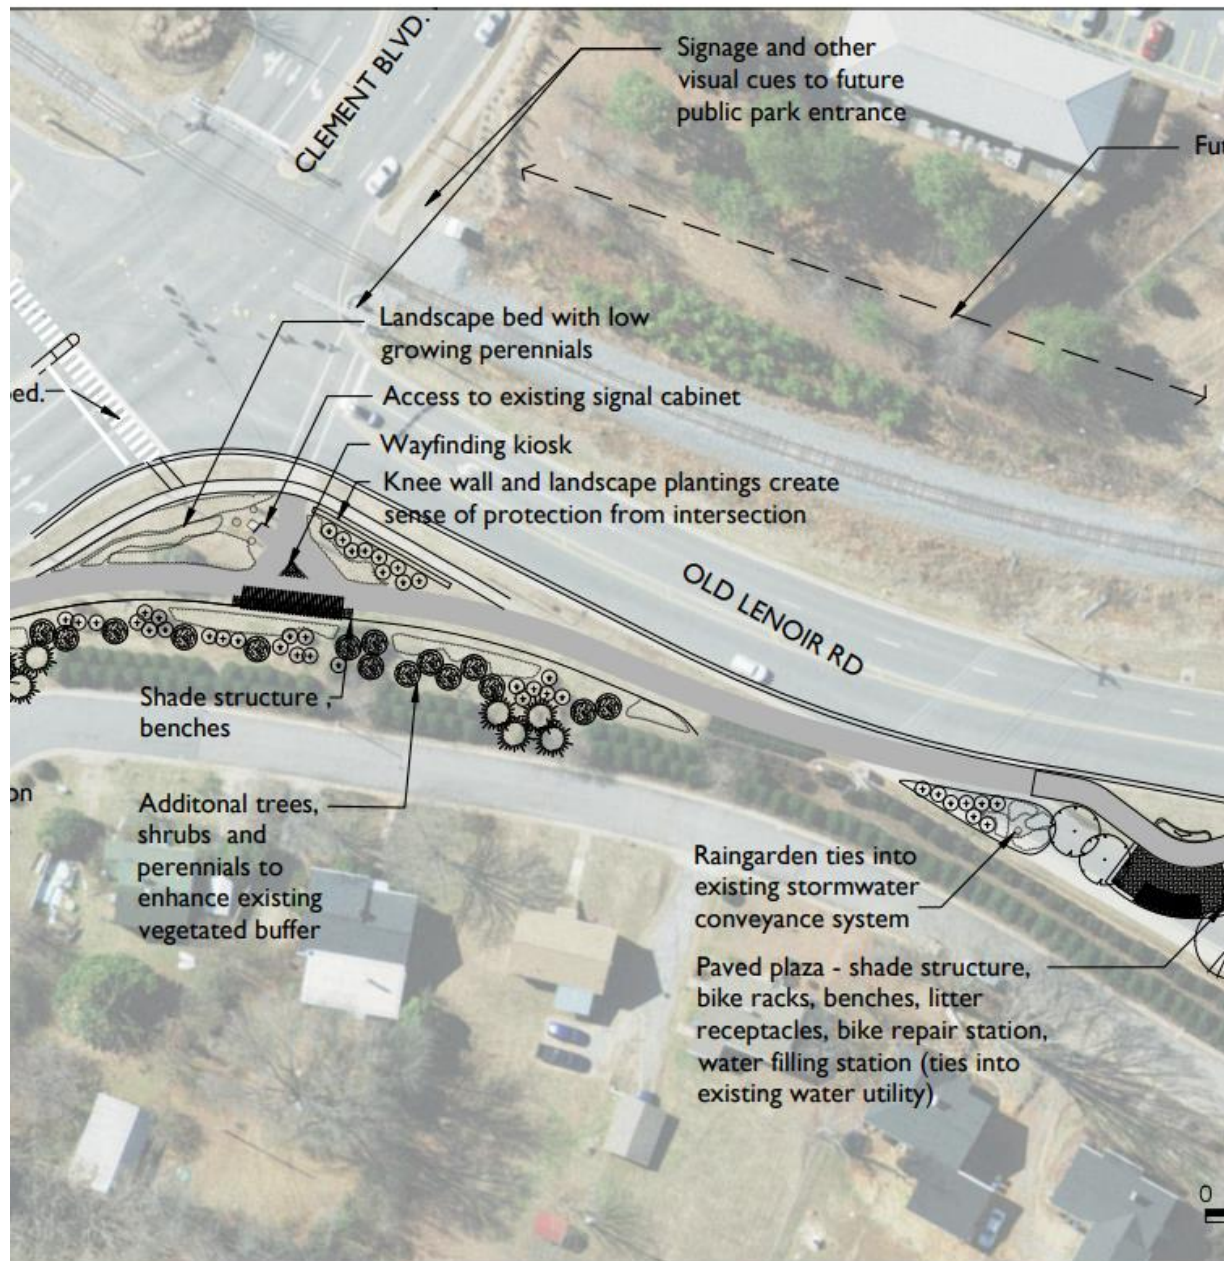 CLEMENT BLVD.
Signage and other
visual cues to future
public park entrance
Fut
Landscape bed with low
growing perennials
ped.
Access to existing signal cabinet
Wayfinding kiosk
Knee wall and landscape plantings create
sense of protection from intersection
OLD LENOIR RD
Shade structure ,
benches
on
Additonal trees,
shrubs and
perennials to
enhance existing
vegetated buffer
Raingarden ties into
existing stormwater
conveyance system
Paved plaza - shade structure,
bike racks, benches, litter
receptacles, bike repair station,
water filling station (ties into
existing water utility)
0